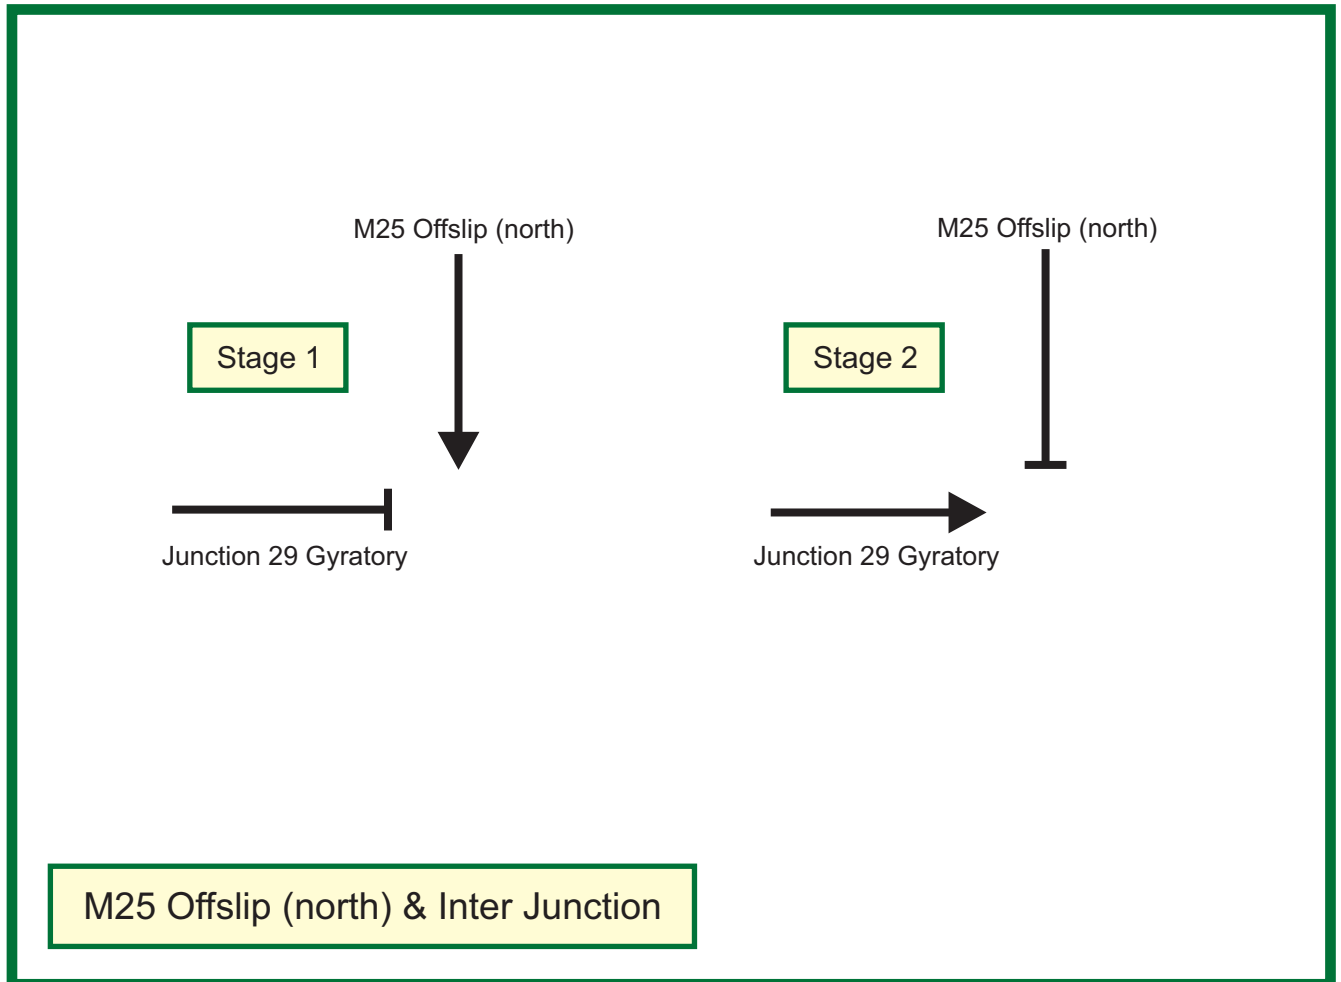 M25 Offslip (north)
M25 Offslip (north)
Stage 1
Stage 2
Junction 29 Gyratory
Junction 29 Gyratory
M25 Offslip (north) & Inter Junction